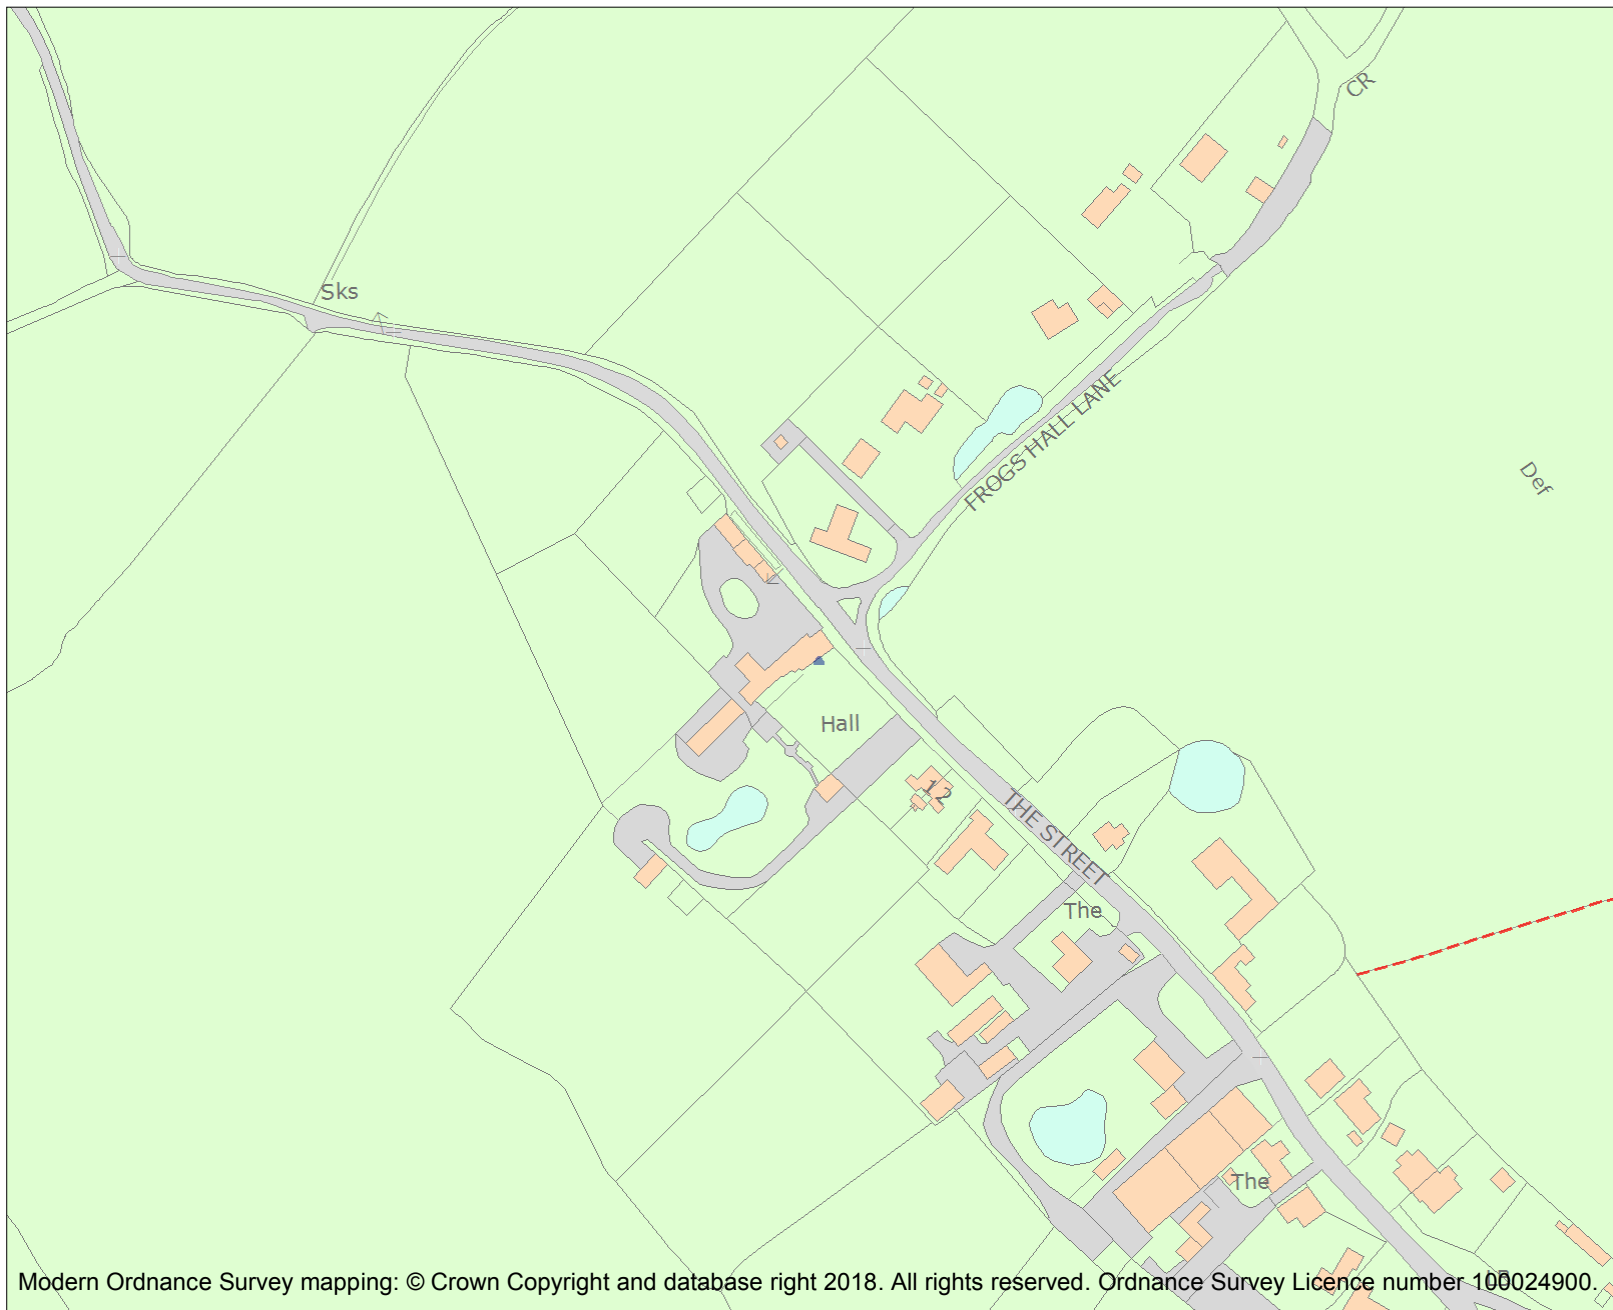 CR
Sks
FROGS HALL LANE
Def
Hall
12
THE STREET
The
The
LB
Modern Ordnance Survey mapping: © Crown Copyright and database right 2018. All rights reserved. Ordnance Survey Licence number 100024900.